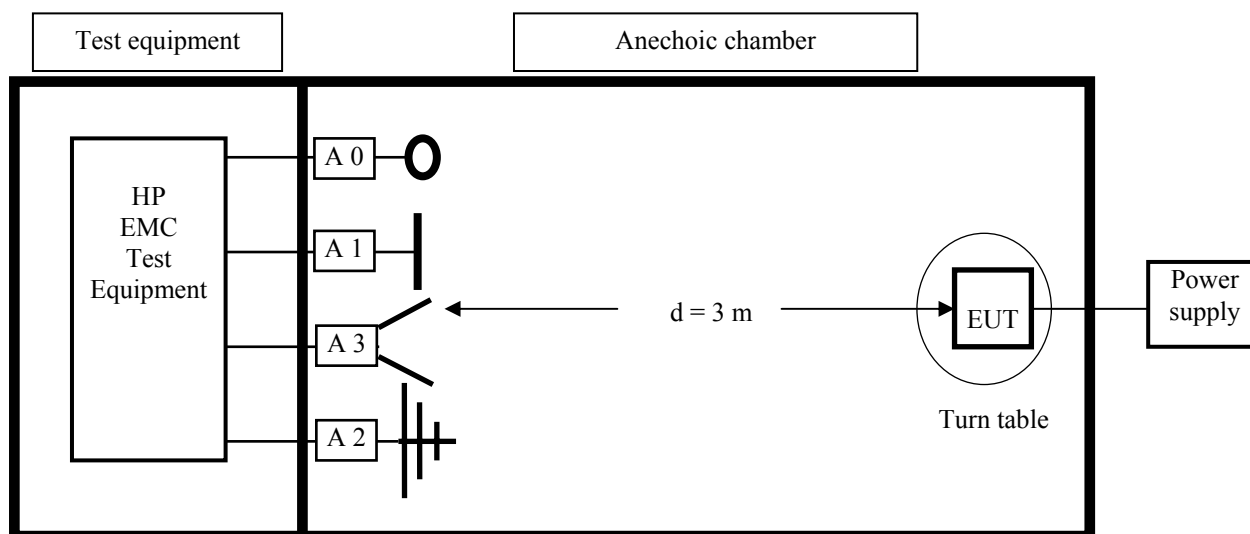 Test equipment
Anechoic chamber
A 0
HP
EMC
Test
Equipment
A 1
A 3
d = 3 m
EUT
Power
supply
A 2
Turn table